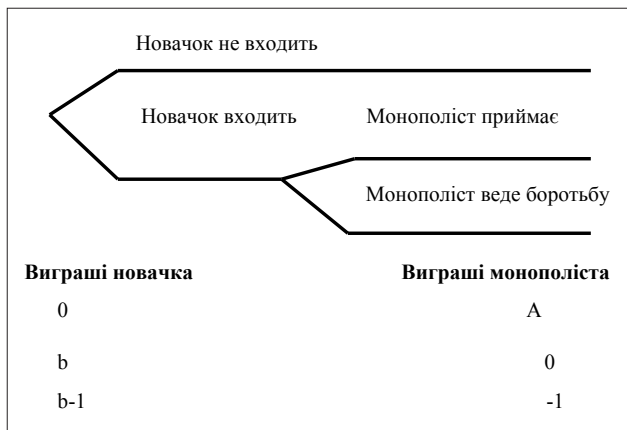 Новачок не входить
Новачок входить Монополіст приймає
Монополіст веде боротьбу
Виграші новачка Виграші монополіста
0 A
b 0
b-1 -1